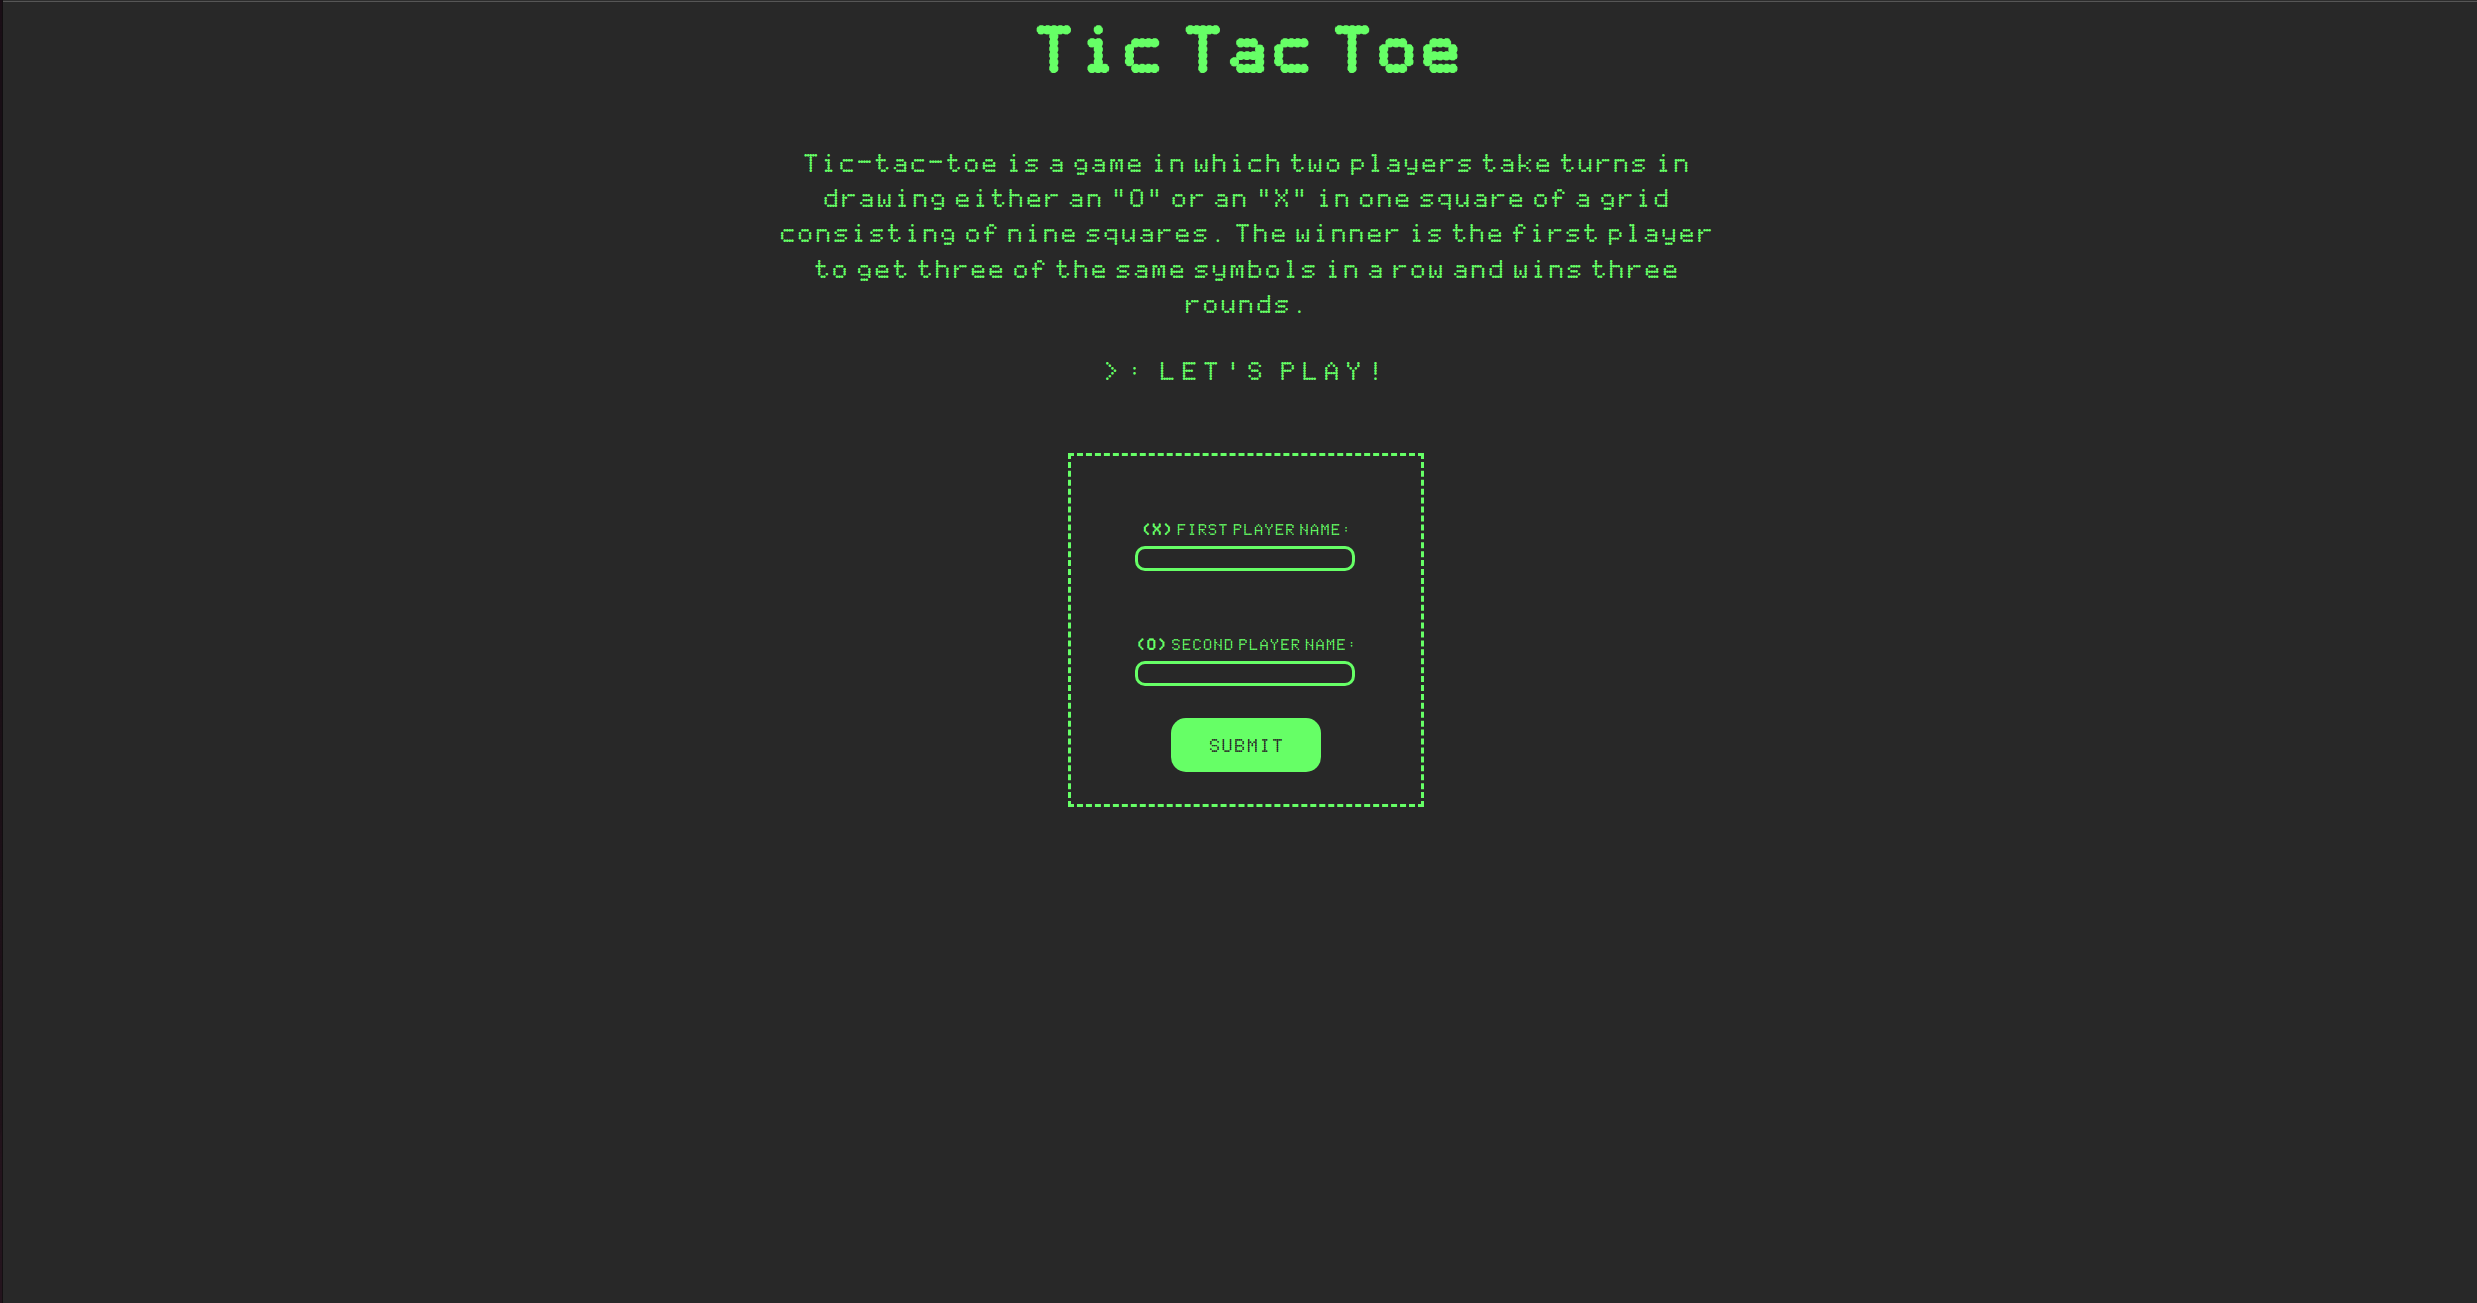 Tic Tac Toe
Tic-tac-toe is a game in which two players take turns in
drawing either an "O" or an "X" in one square of a grid
consisting of nine squares. The winner is the first player
to get three of the same symbols in a row and wins three
rounds.
>: LET'S PLAY!
(X) FIRST PLAYER NAME:
(O) SECOND PLAYER NAME:
SUBMIT